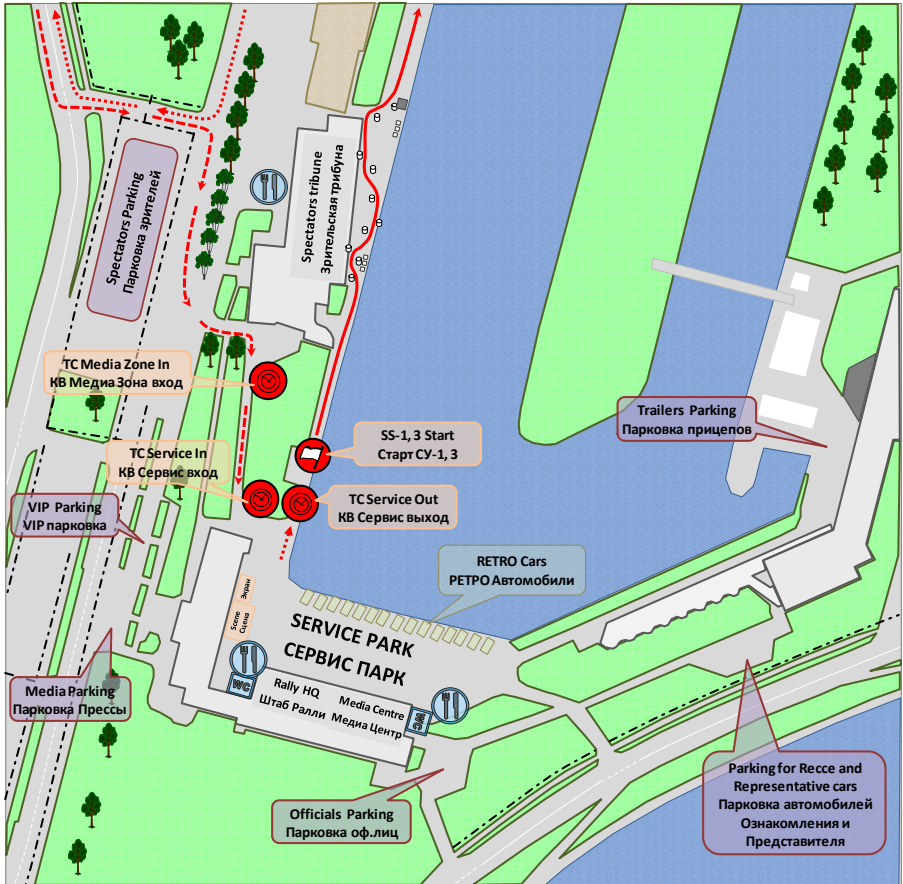 Spectators Parking
Парковка зрителей
Spectators tribune
Зрительская трибуна
TC Media Zone In
КВ Медиа Зона вход
SS-1, 3 Start
Старт СУ-1, 3
Trailers Parking
Парковка прицепов
TC Service In
КВ Сервис вход
TC Service Out
КВ Сервис выход
VIP Parking
VIP парковка
RETRO Cars
РЕТРО Автомобили
Экран
Scene
Сцена
SERVICE PARK
СЕРВИС ПАРК
WC
Rally HQ
Штаб Ралли
Media Centre
Медиа Центр
WC
Media Parking
Парковка Прессы
Officials Parking
Парковка оф.лиц
Parking for Recce and
Representative cars
Парковка автомобилей
Ознакомления и
Представителя